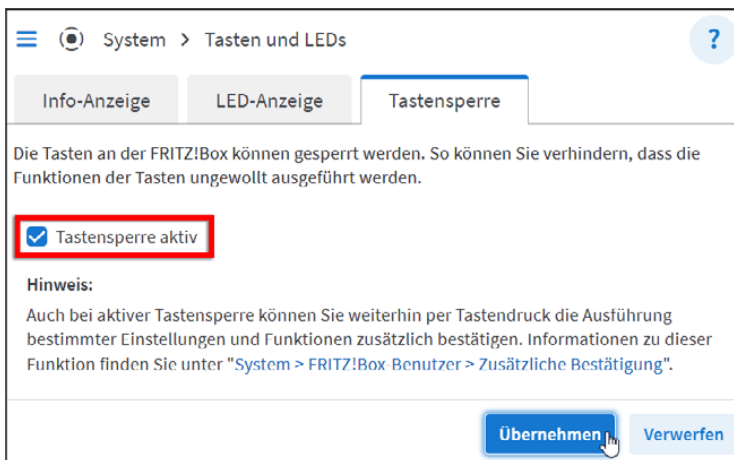 System > Tasten und LEDs
?
Info-Anzeige LED-Anzeige Tastensperre
Die Tasten an der FRITZ!Box können gesperrt werden. So können Sie verhindern, dass die
Funktionen der Tasten ungewollt ausgeführt werden.
Tastensperre aktiv
Hinweis:
Auch bei aktiver Tastensperre können Sie weiterhin per Tastendruck die Ausführung
bestimmter Einstellungen und Funktionen zusätzlich bestätigen. Informationen zu dieser
Funktion finden Sie unter "System > FRITZ!Box-Benutzer > Zusätzliche Bestätigung".
Übernehmen Verwerfen